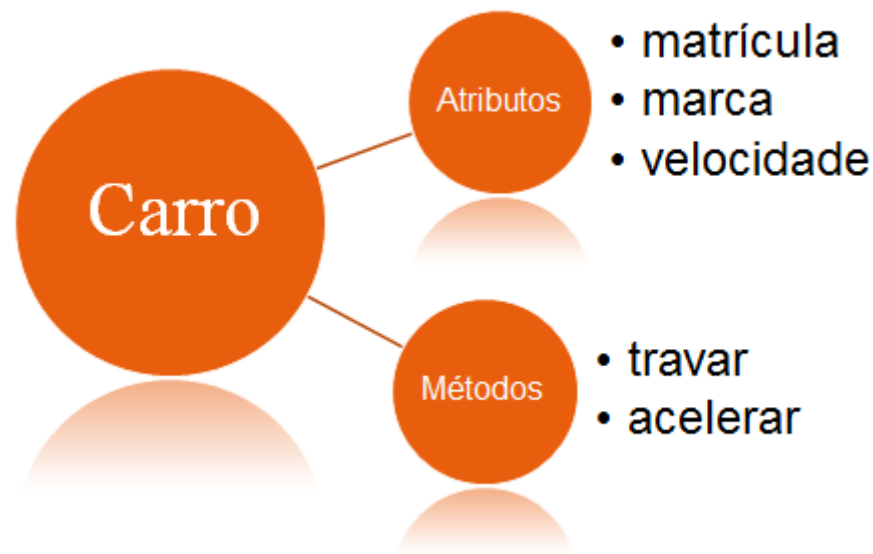 Carro
Atributos
• matrícula
• marca
• velocidade
Métodos
• travar
• acelerar